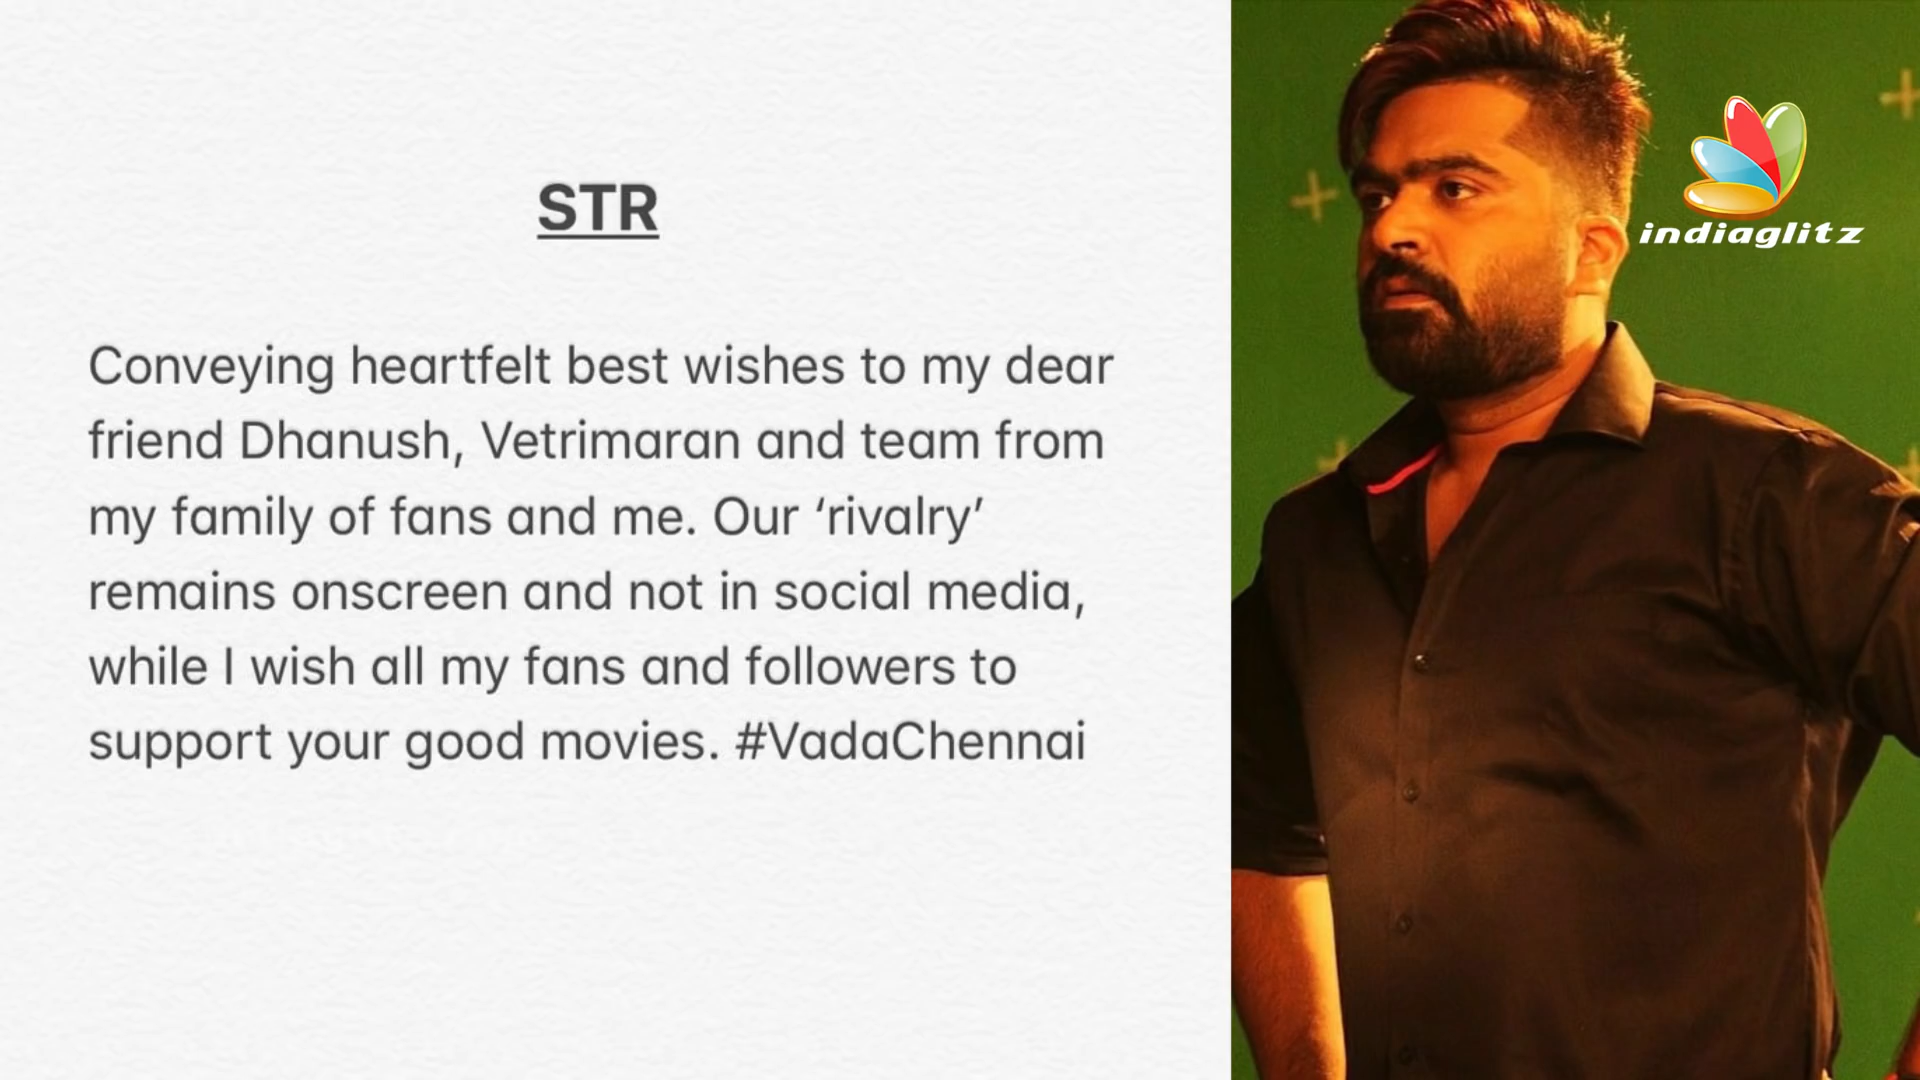 STR
Conveying heartfelt best wishes to my dear
friend Dhanush, Vetrimaran and team from
my family of fans and me. Our ‘rivalry’
remains onscreen and not in social media,
while I wish all my fans and followers to
support your good movies. #VadaChennai
indiaglitz